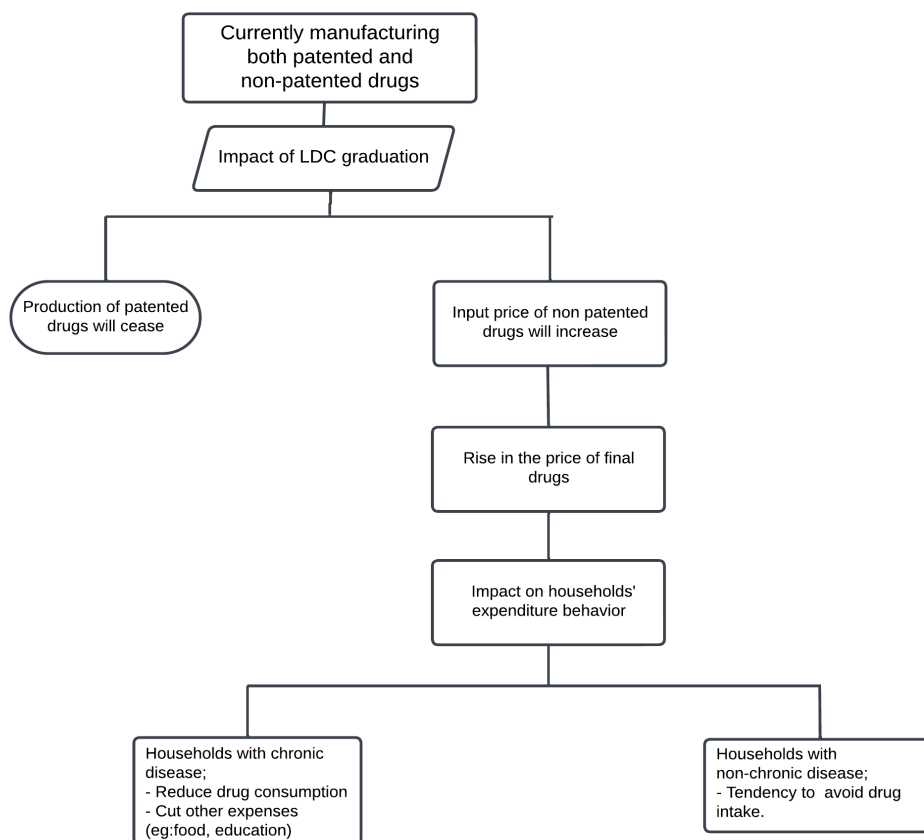 Currently manufacturing
both patented and
non-patented drugs
Impact of LDC graduation
Production of patented
drugs will cease
Input price of non patented
drugs will increase
Rise in the price of final
drugs
Impact on households'
expenditure behavior
Households with chronic
disease;
- Reduce drug consumption
- Cut other expenses
(eg:food, education)
Households with
non-chronic disease;
- Tendency to  avoid drug
intake.